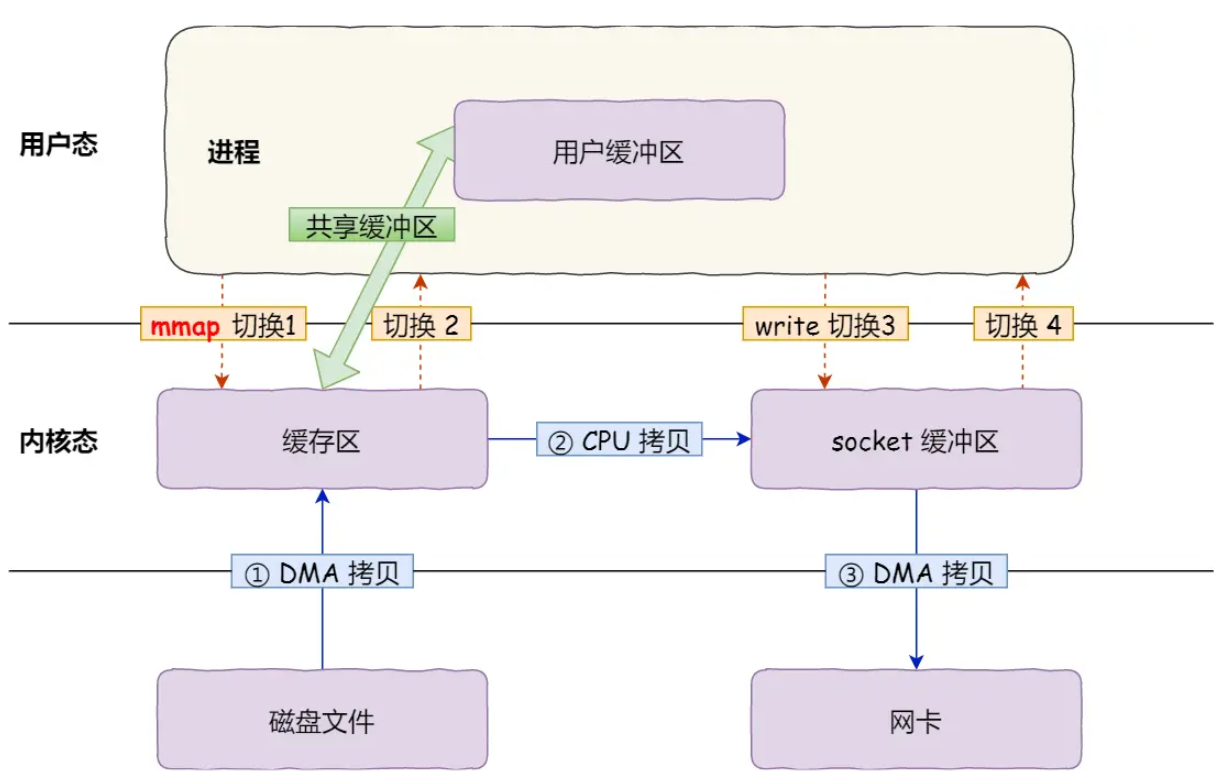 用户态
进程
用户缓冲区
共享缓冲区
mmap 切换1
切换 2
write 切换3
切换 4
内核态
缓存区
② CPU 拷贝
socket 缓冲区
① DMA 拷贝
③ DMA 拷贝
磁盘文件
网卡